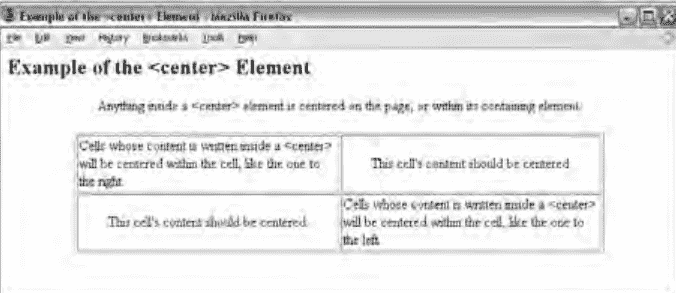 Example of the <center> Element - Mozilla Firefox
File Edit View History Bookmarks Tools Help
Example of the <center> Element
Anything inside a <center> element is centered on the page, or within its containing element.
Cells whose content is written inside a <center>
will be centered within the cell, like the one to
the right.
This cell's content should be centered.
This cell's content should be centered.
Cells whose content is written inside a <center>
will be centered within the cell, like the one to
the left.